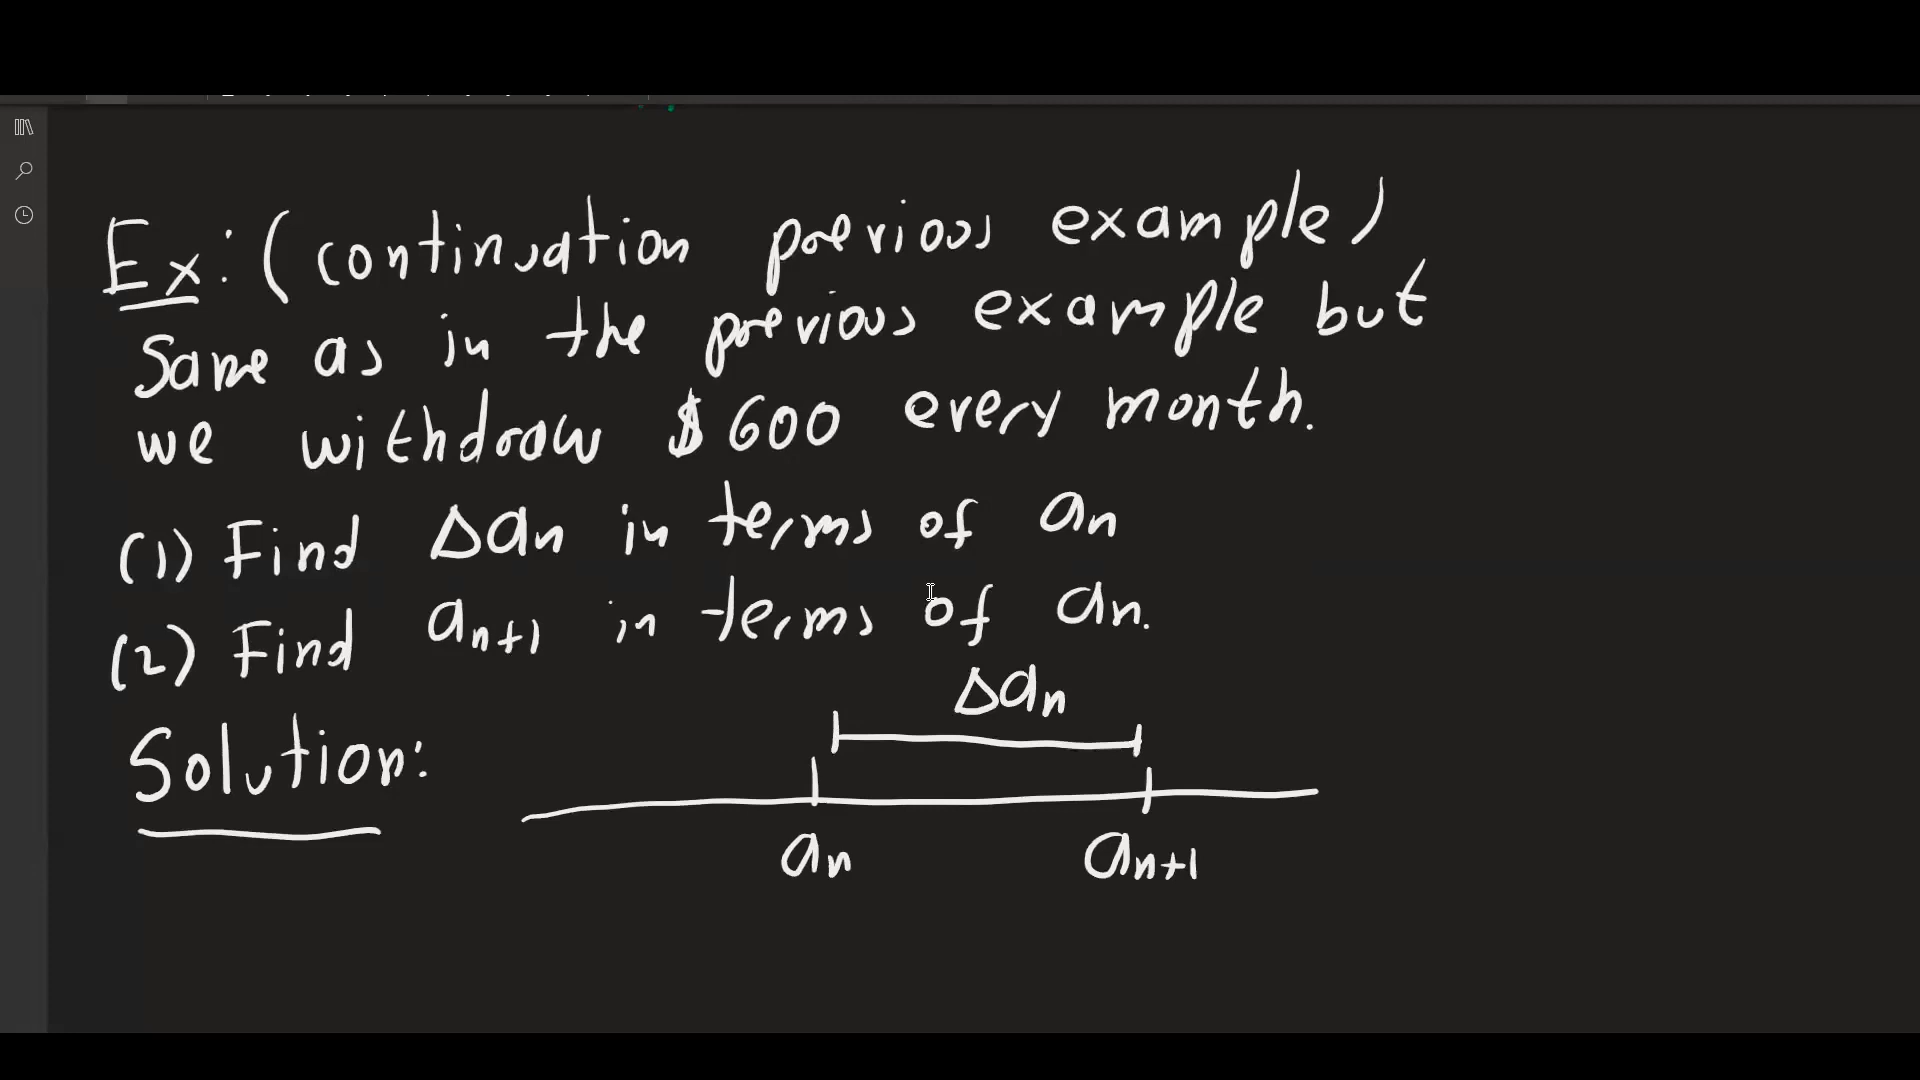 Ex: (continuation previous example)
Same as in the previous example but
we withdraw $600 every month.
(1) Find Δan in terms of an
(2) Find an+1 in terms of an.
Δan
Solution:
an an+1